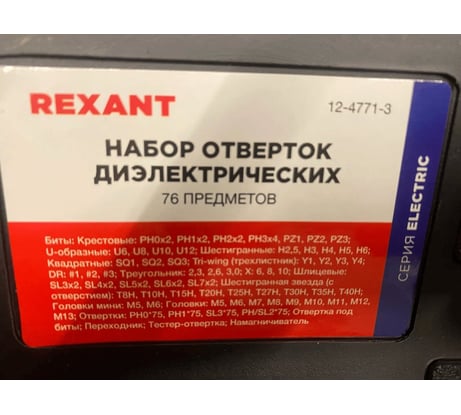 REXANT
12-4771-3
НАБОР ОТВЕРТОК
ДИЭЛЕКТРИЧЕСКИХ
76 ПРЕДМЕТОВ
СЕРИЯ ELECTRIC
Биты: Крестовые: PH0x2, PH1x2, PH2x2, PH3x4, PZ1, PZ2, PZ3;
U-образные: U6, U8, U10, U12; Шестигранные: H2,5, H3, H4, H5, H6;
Квадратные: SQ1, SQ2, SQ3; Tri-wing (трехлистник): Y1, Y2, Y3, Y4;
DR: #1, #2, #3; Треугольник: 2,3, 2,6, 3,0; X: 6, 8, 10; Шлицевые:
SL3x2, SL4x2, SL5x2, SL6x2, SL7x2; Шестигранная звезда (с
отверстием): T8H, T10H, T15H, T20H, T25H, T27H, T30H, T35H, T40H;
Головки мини: M5, M6; Головки: M5, M6, M7, M8, M9, M10, M11, M12,
M13; Отвертки: PH0*75, PH1*75, SL3*75, PH/SL2*75; Отвертка под
биты; Переходник; Тестер-отвертка; Намагничиватель